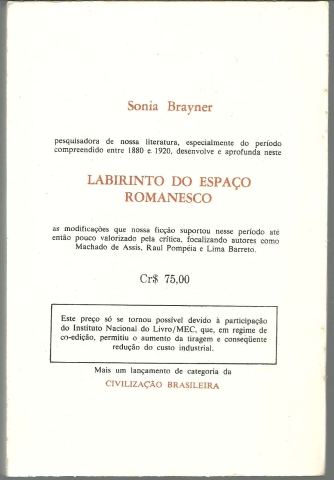 Sonia Brayner
pesquisadora de nossa literatura, especialmente do período
compreendido entre 1880 e 1920, desenvolve e aprofunda neste
LABIRINTO DO ESPAÇO
ROMANESCO
as modificações que nossa ficção suportou nesse período até
então pouco valorizado pela crítica, focalizando autores como
Machado de Assis, Raul Pompéia e Lima Barreto.
Cr$ 75,00
Este preço só se tornou possível devido à participação
do Instituto Nacional do Livro/MEC, que, em regime de
co-edição, permitiu o aumento da tiragem e conseqüente
redução do custo industrial.
Mais um lançamento de categoria da
CIVILIZAÇÃO BRASILEIRA